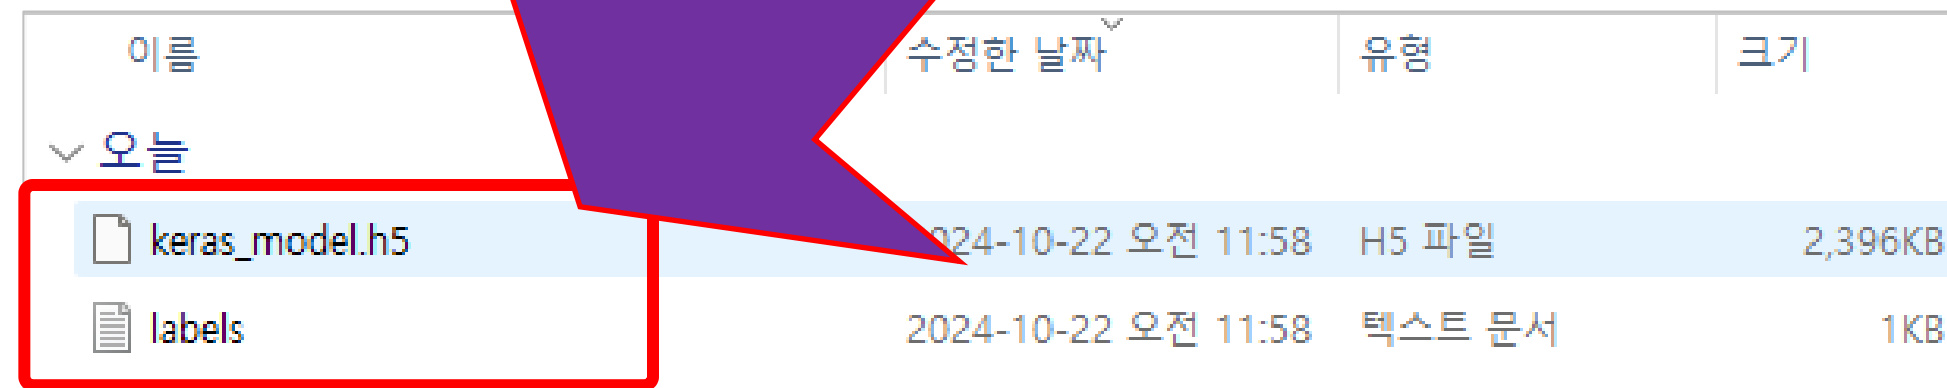 이름 수정한 날짜 유형 크기
오늘
keras_model.h5 024-10-22 오전 11:58 H5 파일 2,396KB
labels 2024-10-22 오전 11:58 텍스트 문서 1KB